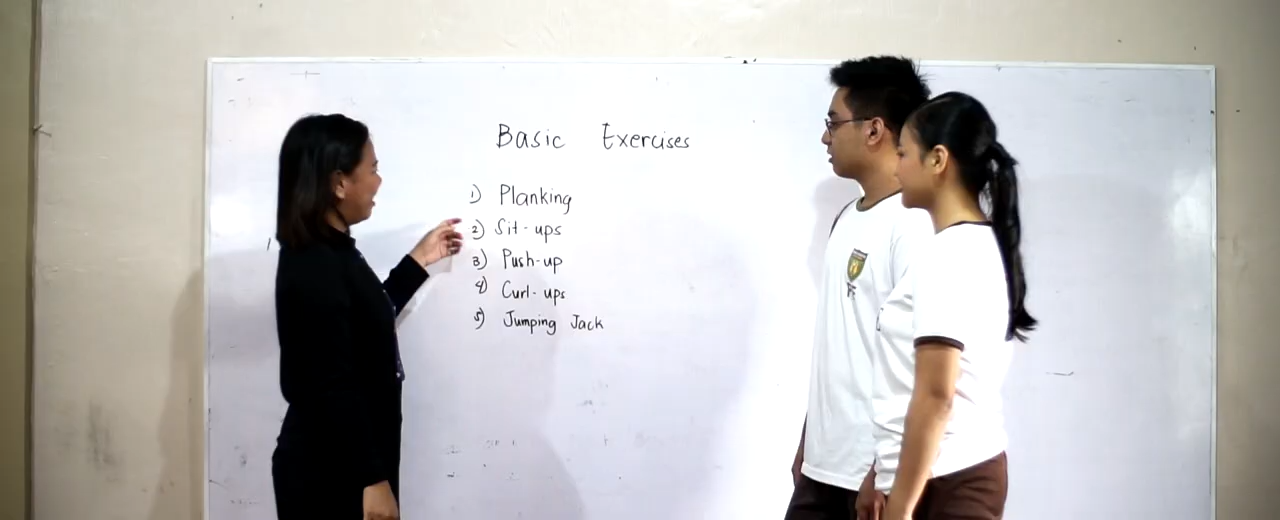 Basic Exercises
1) Planking
2) Sit-ups
3) Push-up
4) Curl-ups
5) Jumping Jack